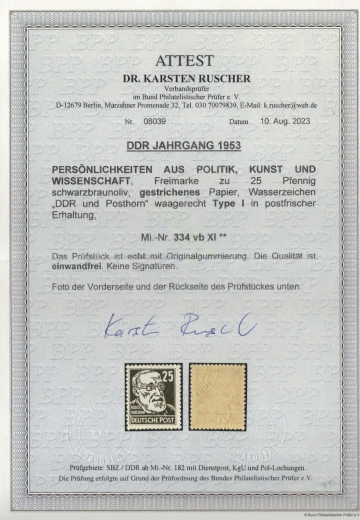 ATTEST
DR. KARSTEN RUSCHER
Verbandsprüfer
im Bund Philatelistischer Prüfer e. V.
D-12679 Berlin, Marzahner Promenade 32, Tel. 030 70079839, E-Mail: k.ruscher@web.de
Nr. 08039 Datum 10. Aug. 2023
DDR JAHRGANG 1953
PERSÖNLICHKEITEN AUS POLITIK, KUNST UND
WISSENSCHAFT, Freimarke zu 25 Pfennig
schwarzbraunoliv, gestrichenes Papier, Wasserzeichen
„DDR und Posthorn“ waagerecht Type I in postfrischer
Erhaltung,
Mi.-Nr. 334 vb XI **
Das Prüfstück ist echt mit Originalgummierung. Die Qualität ist
einwandfrei. Keine Signaturen.
Foto der Vorderseite und der Rückseite des Prüfstückes unten.
Karsten Ruscher
25
DEUTSCHE POST
Prüfgebiete: SBZ / DDR ab Mi.-Nr. 182 mit Dienstpost, KgU und Pol-Lochungen
Die Prüfung erfolgte auf Grund der Prüfordnung des Bundes Philatelistischer Prüfer e. V.
© Bund Philatelistischer Prüfer e.V.